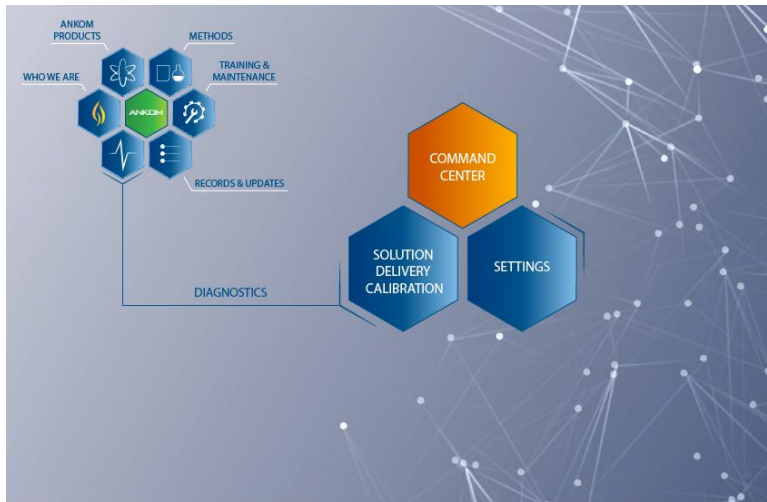 ANKOM
PRODUCTS
METHODS
WHO WE ARE
TRAINING &
MAINTENANCE
ANKOM
RECORDS & UPDATES
DIAGNOSTICS
COMMAND
CENTER
SOLUTION
DELIVERY
CALIBRATION
SETTINGS